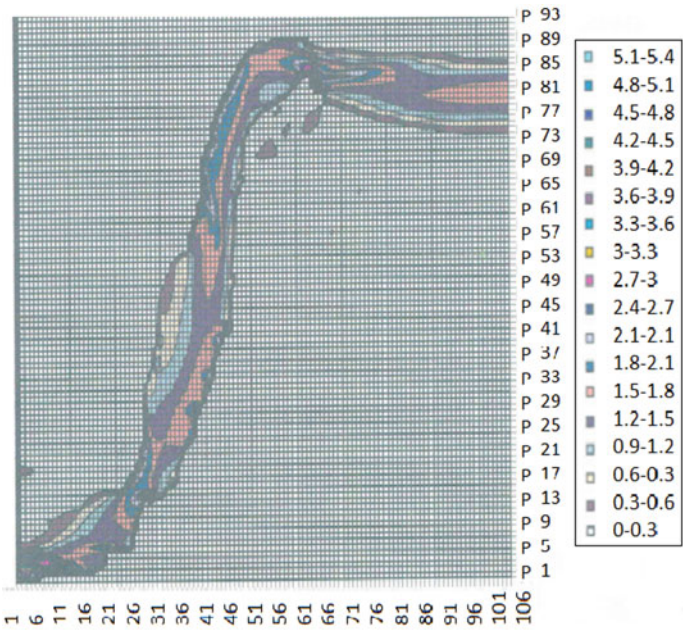 P 93
P 89
P 85
P 81
P 77
P 73
P 69
P 65
P 61
P 57
P 53
P 49
P 45
P 41
P 37
P 33
P 29
P 25
P 21
P 17
P 13
P 9
P 5
P 1
5.1-5.4
4.8-5.1
4.5-4.8
4.2-4.5
3.9-4.2
3.6-3.9
3.3-3.6
3-3.3
2.7-3
2.4-2.7
2.1-2.1
1.8-2.1
1.5-1.8
1.2-1.5
0.9-1.2
0.6-0.3
0.3-0.6
0-0.3
1 6 11 16 21 26 31 36 41 46 51 56 61 66 71 76 81 86 91 96 101 106